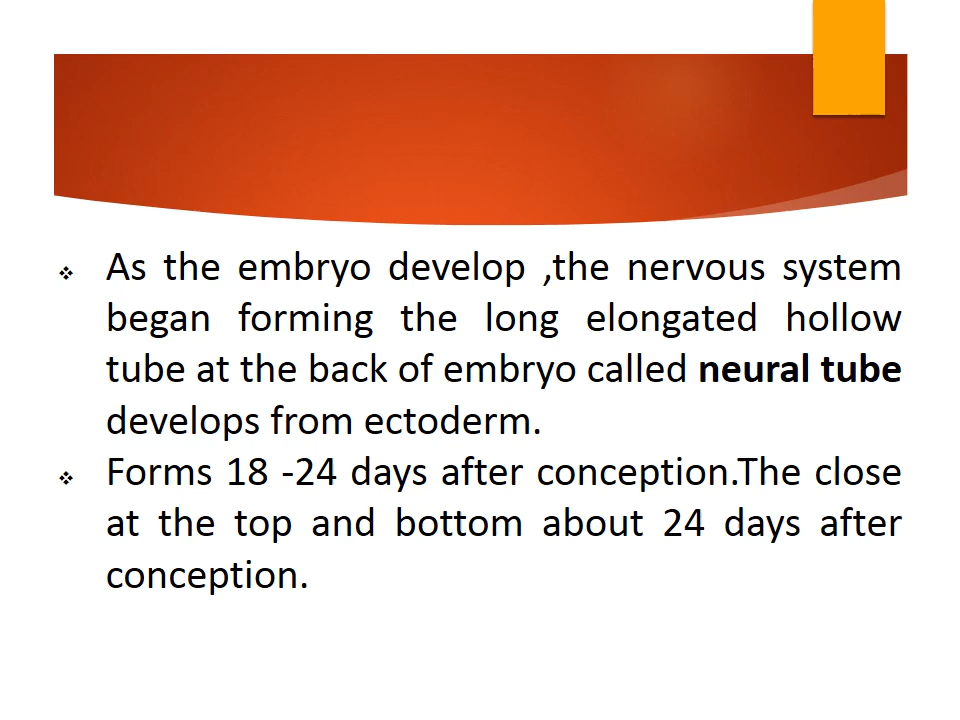 ❖ As the embryo develop ,the nervous system
began forming the long elongated hollow
tube at the back of embryo called neural tube
develops from ectoderm.
❖ Forms 18 -24 days after conception.The close
at the top and bottom about 24 days after
conception.